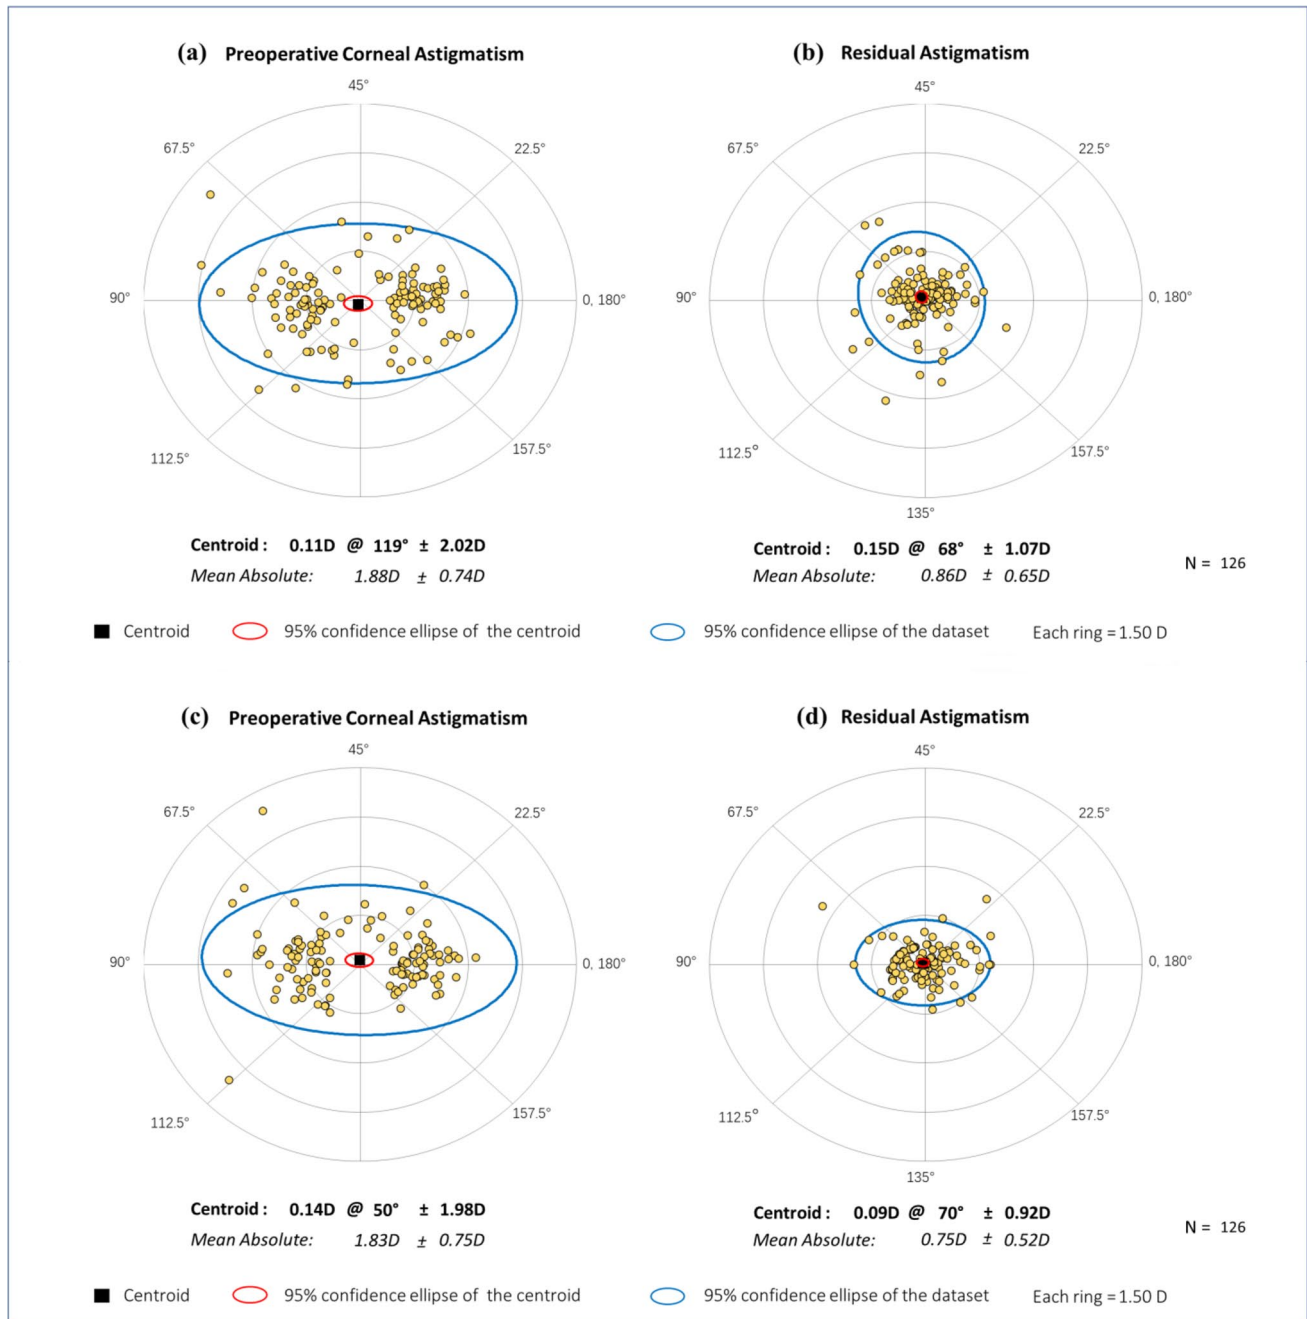 (a) Preoperative Corneal Astigmatism
(b) Residual Astigmatism
45°
45°
67.5°
22.5°
67.5°
22.5°
90°
0, 180°
90°
0, 180°
112.5°
157.5°
112.5°
157.5°
135°
Centroid : 0.11D @ 119° ± 2.02D
Mean Absolute: 1.88D ± 0.74D
Centroid : 0.15D @ 68° ± 1.07D
Mean Absolute: 0.86D ± 0.65D
N = 126
Centroid
95% confidence ellipse of the centroid
95% confidence ellipse of the dataset
Each ring = 1.50 D
(c) Preoperative Corneal Astigmatism
(d) Residual Astigmatism
45°
45°
67.5°
22.5°
67.5°
22.5°
90°
0, 180°
90°
0, 180°
112.5°
157.5°
112.5°
157.5°
135°
Centroid : 0.14D @ 50° ± 1.98D
Mean Absolute: 1.83D ± 0.75D
Centroid : 0.09D @ 70° ± 0.92D
Mean Absolute: 0.75D ± 0.52D
N = 126
Centroid
95% confidence ellipse of the centroid
95% confidence ellipse of the dataset
Each ring = 1.50 D